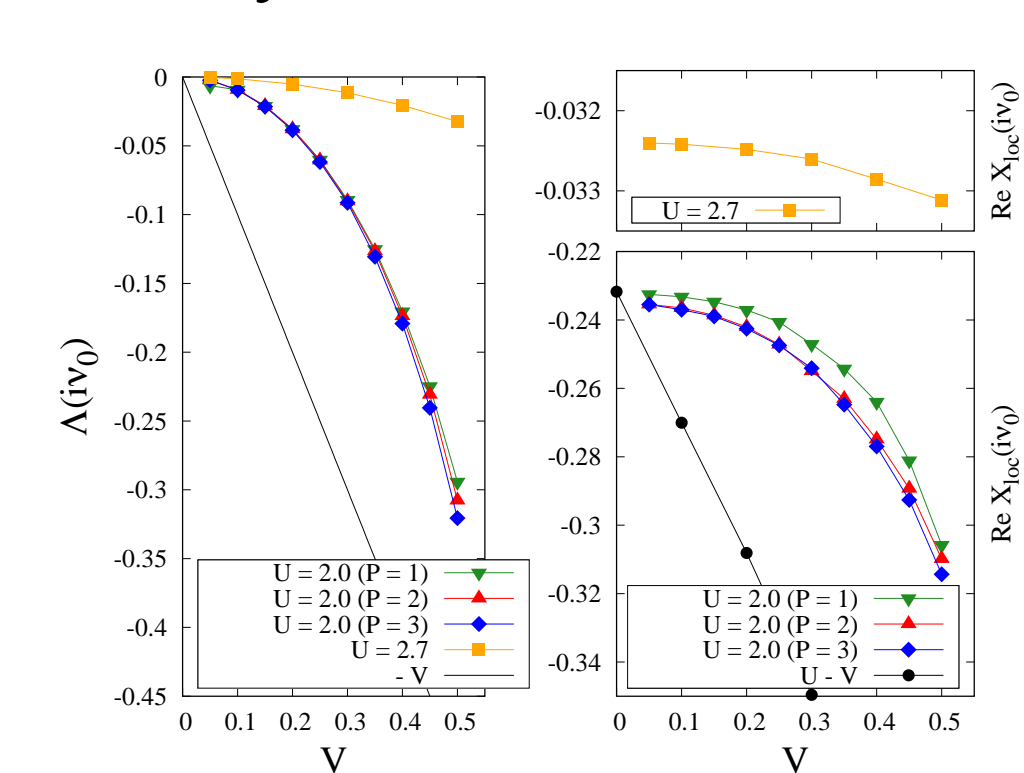 0
-0.05
-0.1
-0.15
-0.2
-0.25
-0.3
-0.35
-0.4
-0.45
Λ(iν0)
U = 2.0 (P = 1)
U = 2.0 (P = 2)
U = 2.0 (P = 3)
U = 2.7
- V
0 0.1 0.2 0.3 0.4 0.5
V
-0.032
-0.033
Re Xloc(iν0)
U = 2.7
-0.22
-0.24
-0.26
-0.28
-0.3
-0.32
-0.34
Re Xloc(iν0)
U = 2.0 (P = 1)
U = 2.0 (P = 2)
U = 2.0 (P = 3)
U - V
0 0.1 0.2 0.3 0.4 0.5
V